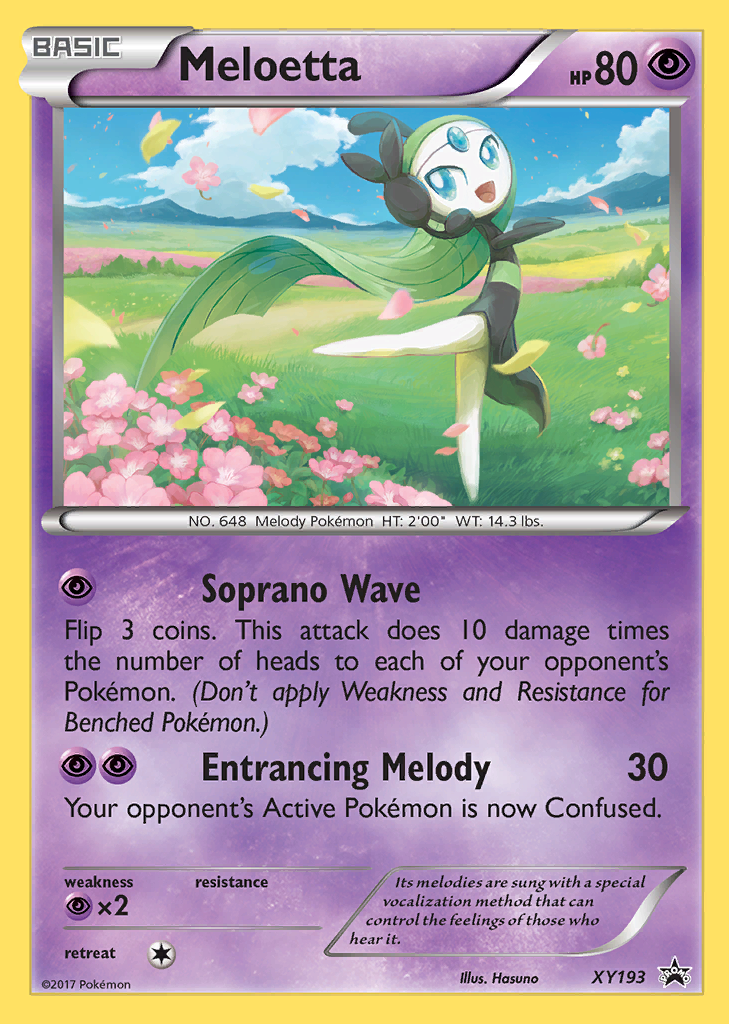 BASIC
Meloetta
HP 80
NO. 648 Melody Pokémon HT: 2'00" WT: 14.3 lbs.
Soprano Wave
Flip 3 coins. This attack does 10 damage times
the number of heads to each of your opponent's
Pokémon. (Don't apply Weakness and Resistance for
Benched Pokémon.)
Entrancing Melody 30
Your opponent's Active Pokémon is now Confused.
weakness resistance
×2
retreat
Its melodies are sung with a special
vocalization method that can
control the feelings of those who
hear it.
©2017 Pokémon
Illus. Hasuno
XY193
PROMO